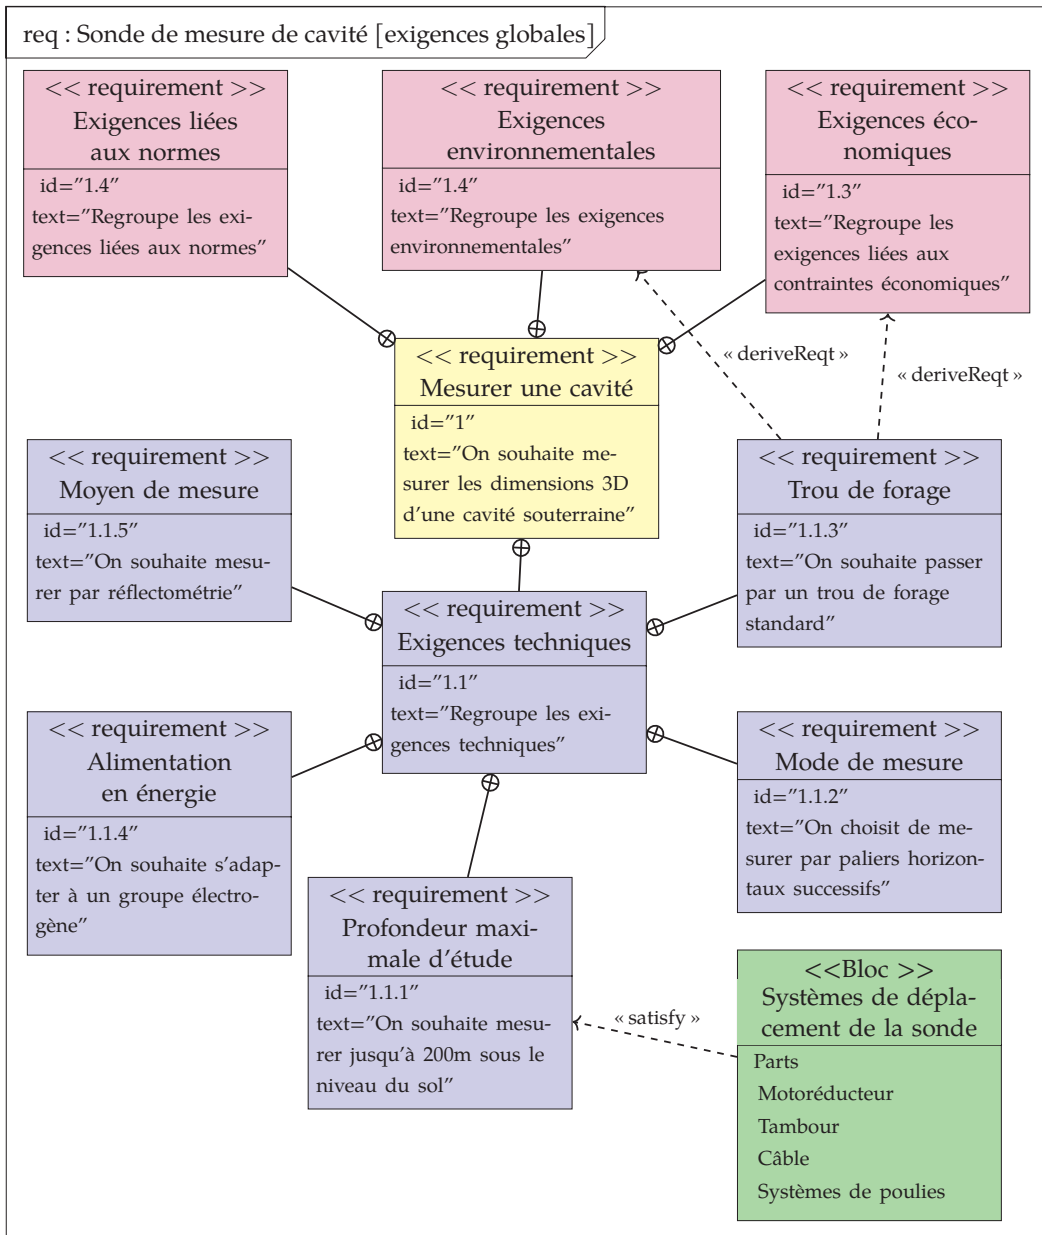 req : Sonde de mesure de cavité [exigences globales]
<< requirement >>
Exigences liées
aux normes
id="1.4"
text="Regroupe les exi-
gences liées aux normes"
<< requirement >>
Exigences
environnementales
id="1.4"
text="Regroupe les exigences
environnementales"
<< requirement >>
Exigences éco-
nomiques
id="1.3"
text="Regroupe les
exigences liées aux
contraintes économiques"
<< requirement >>
Mesurer une cavité
id="1"
text="On souhaite me-
surer les dimensions 3D
d'une cavité souterraine"
« deriveReqt »
« deriveReqt »
<< requirement >>
Moyen de mesure
id="1.1.5"
text="On souhaite mesu-
rer par réflectométrie"
<< requirement >>
Trou de forage
id="1.1.3"
text="On souhaite passer
par un trou de forage
standard"
<< requirement >>
Exigences techniques
id="1.1"
text="Regroupe les exi-
gences techniques"
<< requirement >>
Alimentation
en énergie
id="1.1.4"
text="On souhaite s'adap-
ter à un groupe électro-
gène"
<< requirement >>
Mode de mesure
id="1.1.2"
text="On choisit de me-
surer par paliers horizon-
taux successifs"
<< requirement >>
Profondeur maxi-
male d'étude
id="1.1.1"
text="On souhaite mesu-
rer jusqu'à 200m sous le
niveau du sol"
« satisfy »
<<Bloc >>
Systèmes de dépla-
cement de la sonde
Parts
Motoréducteur
Tambour
Câble
Systèmes de poulies